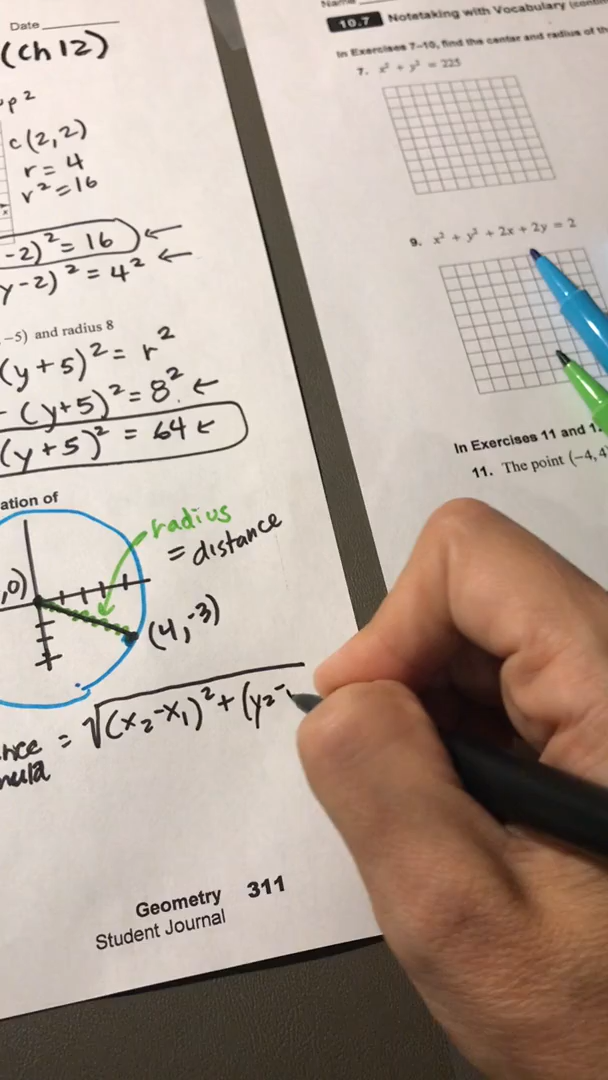 Date
(Ch 12)
p²
c(2,2)
r = 4
r² = 16
-2)² = 16 ←
y-2)² = 4² ←
-5) and radius 8
(y+5)² = r²
(y+5)² = 8² ←
(y+5)² = 64 ←
ation of
radius
= distance
,0)
(4,-3)
nce = √(x₂-x₁)² + (y₂-
mula
Geometry 311
Student Journal
Name
10.7 Notetaking with Vocabulary
In Exercises 7–10, find the center and radius of th
7. x² + y² = 225
9. x² + y² + 2x + 2y = 2
In Exercises 11 and 1
11. The point (−4, 4